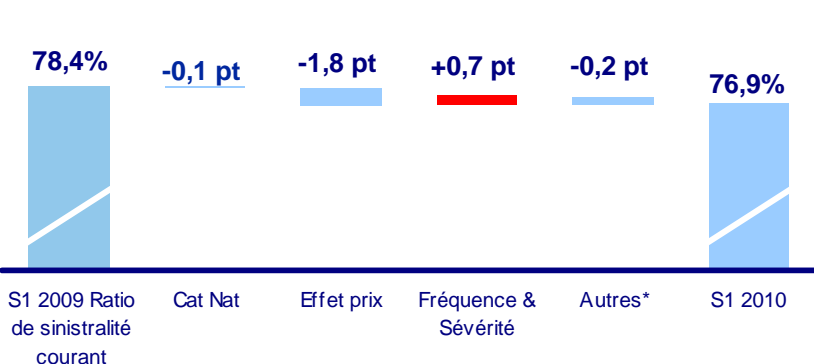 78,4%
-0,1 pt
-1,8 pt
+0,7 pt
-0,2 pt
76,9%
S1 2009 Ratio
de sinistralité
courant
Cat Nat
Effet prix
Fréquence &
Sévérité
Autres*
S1 2010